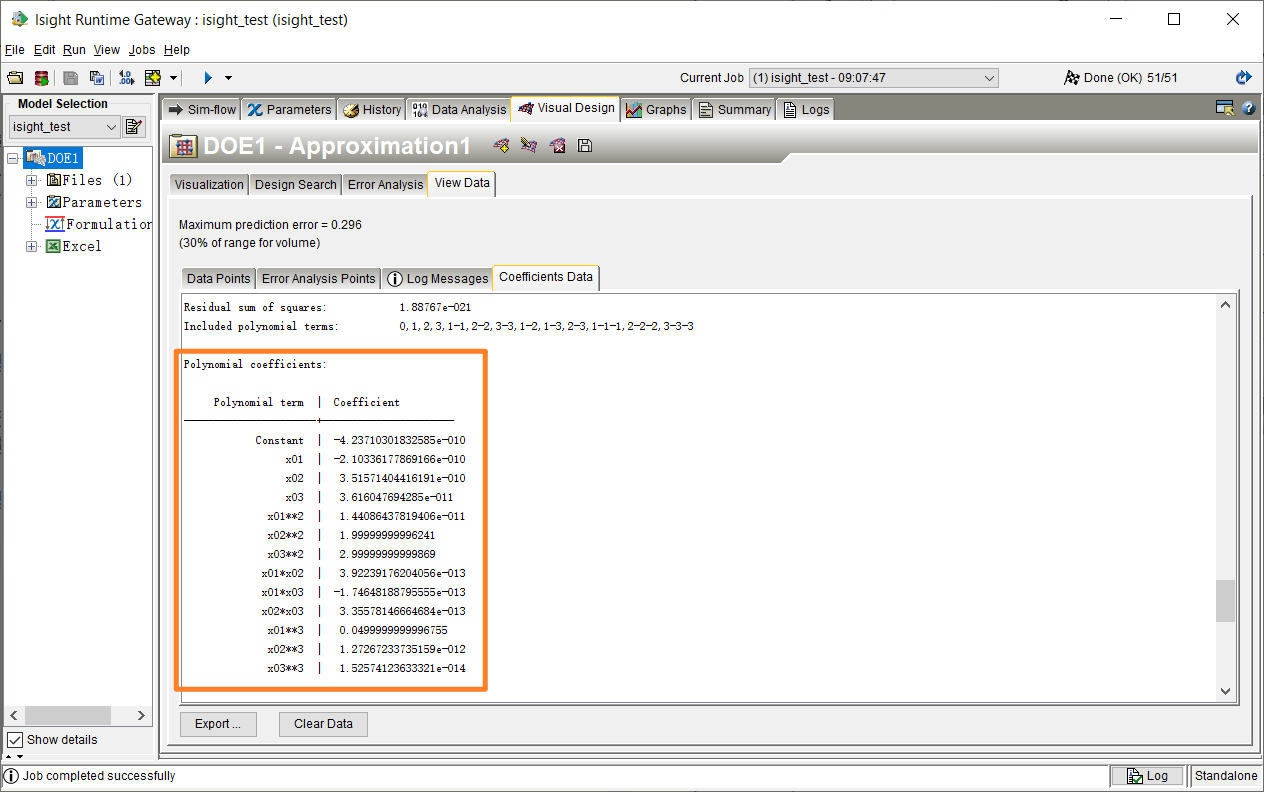 Isight Runtime Gateway : isight_test (isight_test)
File Edit Run View Jobs Help
Current Job (1) isight_test - 09:07:47 Done (OK) 51/51
Model Selection
isight_test
DOE1
Files (1)
Parameters
Formulation
Excel
Show details
Sim-flow Parameters History Data Analysis Visual Design Graphs Summary Logs
DOE1 - Approximation1
Visualization Design Search Error Analysis View Data
Maximum prediction error = 0.296
(30% of range for volume)
Data Points Error Analysis Points Log Messages Coefficients Data
Residual sum of squares: 1.88767e-021
Included polynomial terms: 0,1,2,3,1-1,2-2,3-3,1-2,1-3,2-3,1-1-1,2-2-2,3-3-3
Polynomial coefficients:
Polynomial term | Coefficient
Constant | -4.23710301832585e-010
x01 | -2.10336177869166e-010
x02 | 3.51571404416191e-010
x03 | 3.616047694285e-011
x01**2 | 1.44086437819406e-011
x02**2 | 1.99999999996241
x03**2 | 2.99999999999869
x01*x02 | 3.92239176204056e-013
x01*x03 | -1.74648188795555e-013
x02*x03 | 3.35578146664684e-013
x01**3 | 0.0499999999996755
x02**3 | 1.27267233735159e-012
x03**3 | 1.52574123633321e-014
Export ... Clear Data
Job completed successfully
Log Standalone